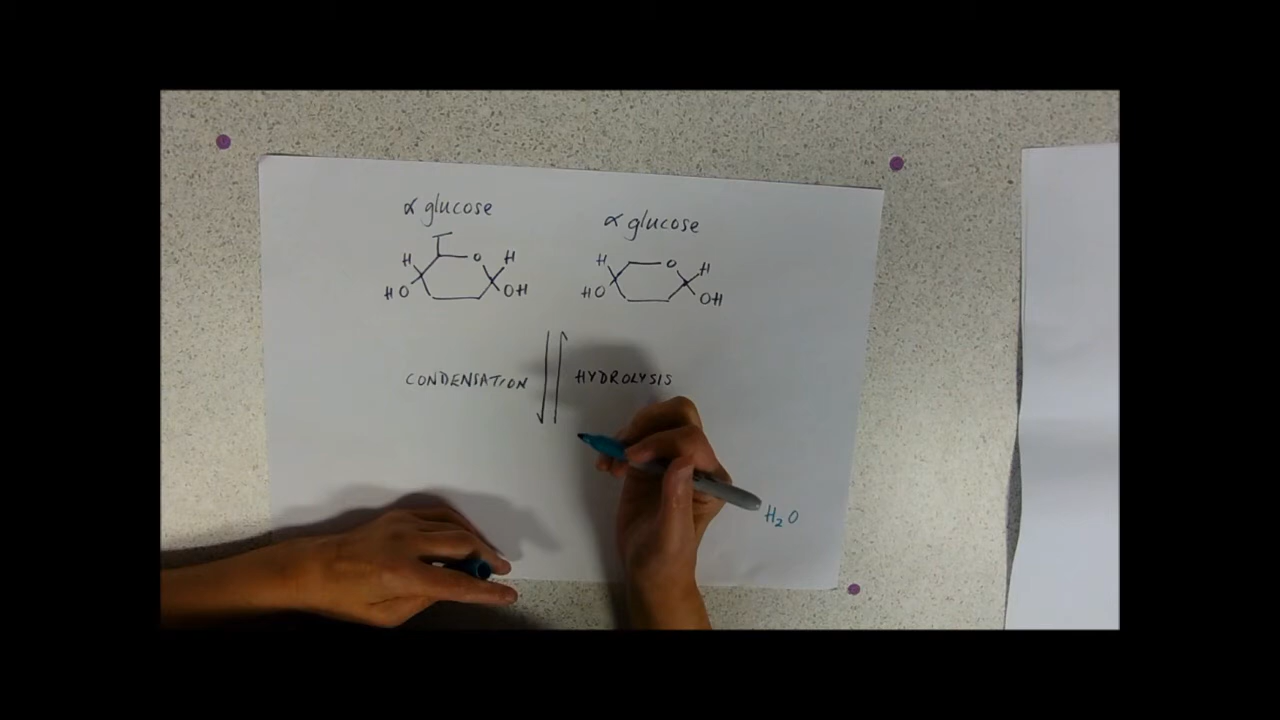 α glucose
α glucose
H O H
HO OH
H O H
HO OH
CONDENSATION
HYDROLYSIS
H₂O